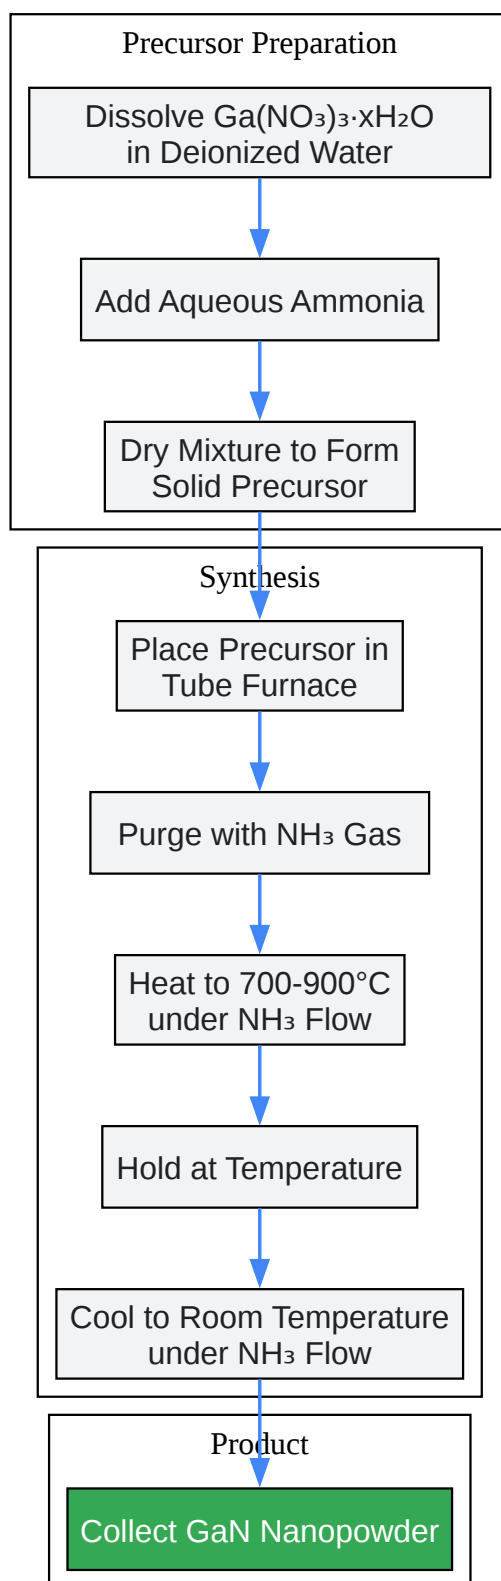 Precursor Preparation
Dissolve Ga(NO₃)₃·xH₂O
in Deionized Water
Add Aqueous Ammonia
Dry Mixture to Form
Solid Precursor
Synthesis
Place Precursor in
Tube Furnace
Purge with NH₃ Gas
Heat to 700-900°C
under NH₃ Flow
Hold at Temperature
Cool to Room Temperature
under NH₃ Flow
Product
Collect GaN Nanopowder